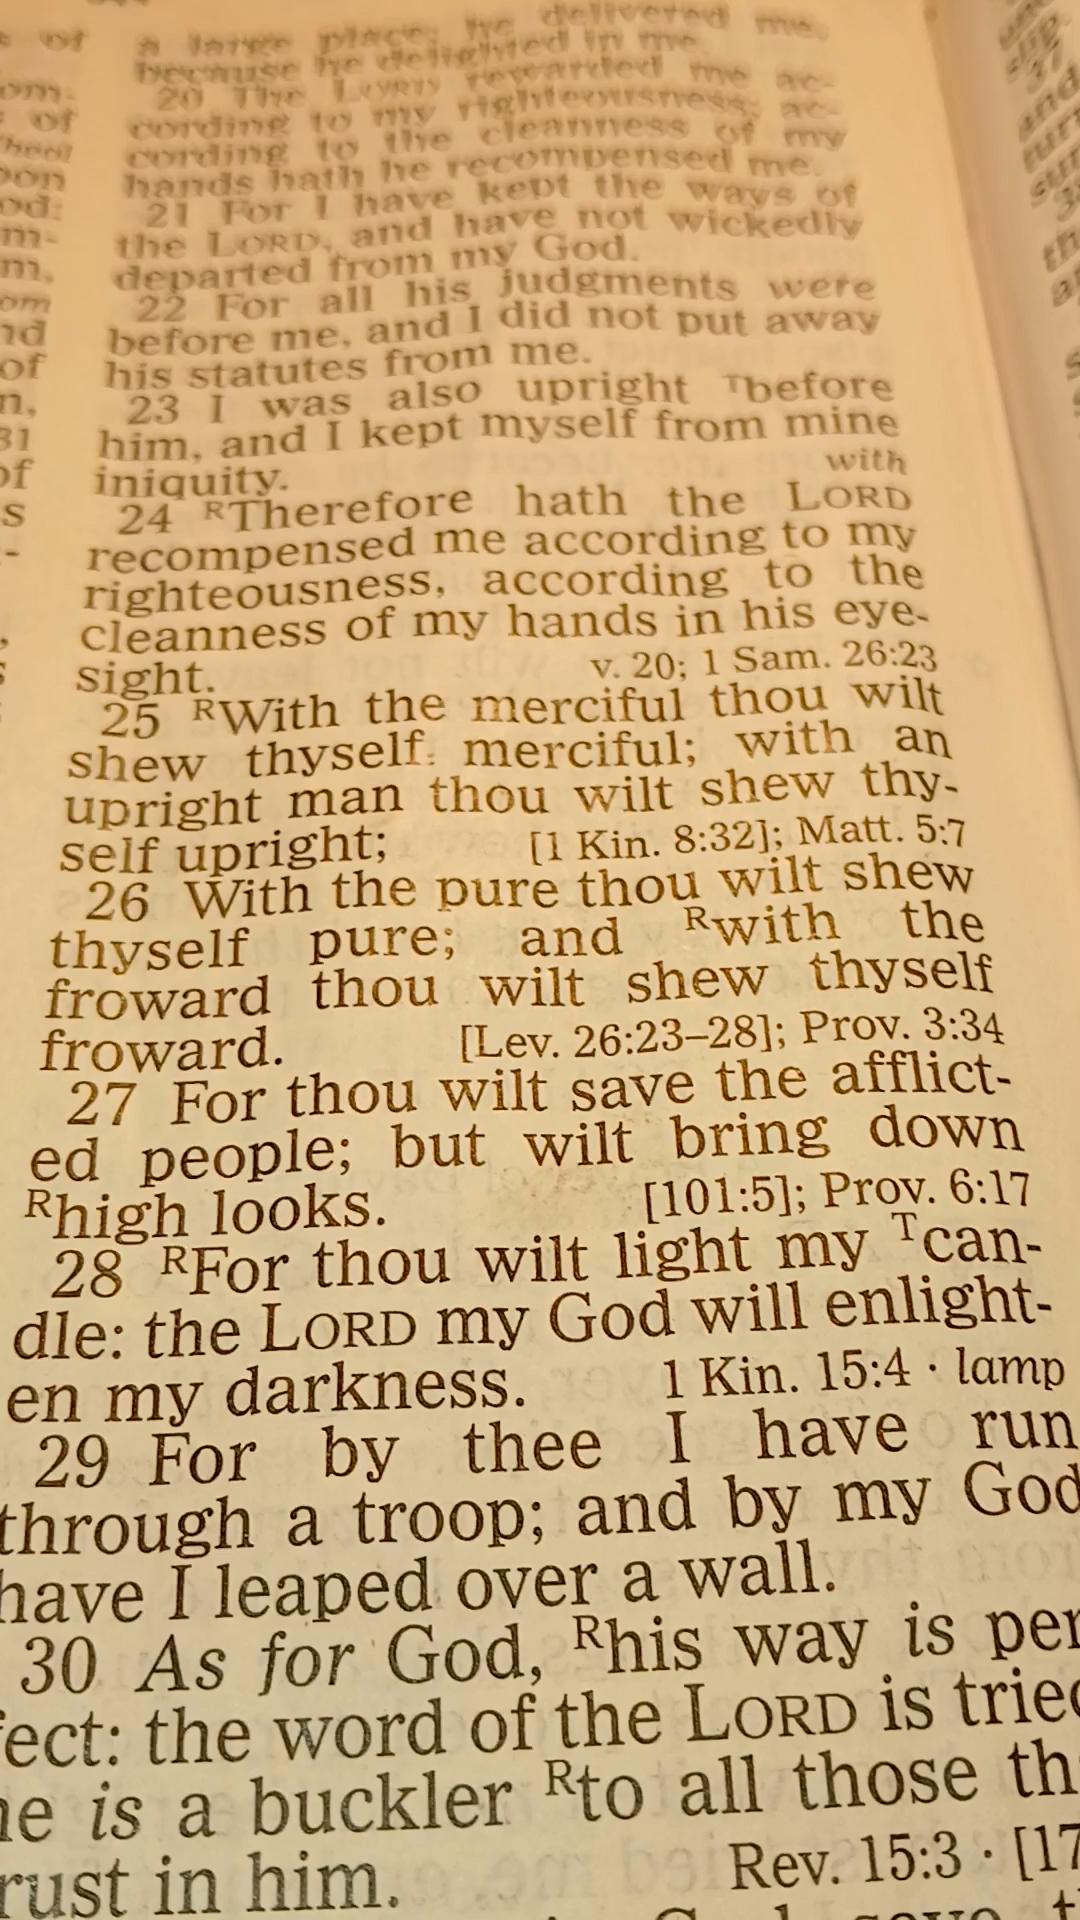 a large place; he delivered me,
because he delighted in me.
20 The LORD rewarded me ac-
cording to my righteousness; ac-
cording to the cleanness of my
hands hath he recompensed me.
21 For I have kept the ways of
the LORD, and have not wickedly
departed from my God.
22 For all his judgments were
before me, and I did not put away
his statutes from me.
23 I was also upright ᵀbefore
him, and I kept myself from mine
iniquity. with
24 ᴿTherefore hath the LORD
recompensed me according to my
righteousness, according to the
cleanness of my hands in his eye-
sight. v. 20; 1 Sam. 26:23
25 ᴿWith the merciful thou wilt
shew thyself merciful; with an
upright man thou wilt shew thy-
self upright; [1 Kin. 8:32]; Matt. 5:7
26 With the pure thou wilt shew
thyself pure; and ᴿwith the
froward thou wilt shew thyself
froward. [Lev. 26:23–28]; Prov. 3:34
27 For thou wilt save the afflict-
ed people; but wilt bring down
ᴿhigh looks. [101:5]; Prov. 6:17
28 ᴿFor thou wilt light my ᵀcan-
dle: the LORD my God will enlight-
en my darkness. 1 Kin. 15:4 · lamp
29 For by thee I have run
through a troop; and by my God
have I leaped over a wall.
30 As for God, ᴿhis way is per
fect: the word of the LORD is tried
he is a buckler ᴿto all those th
rust in him. Rev. 15:3 · [17